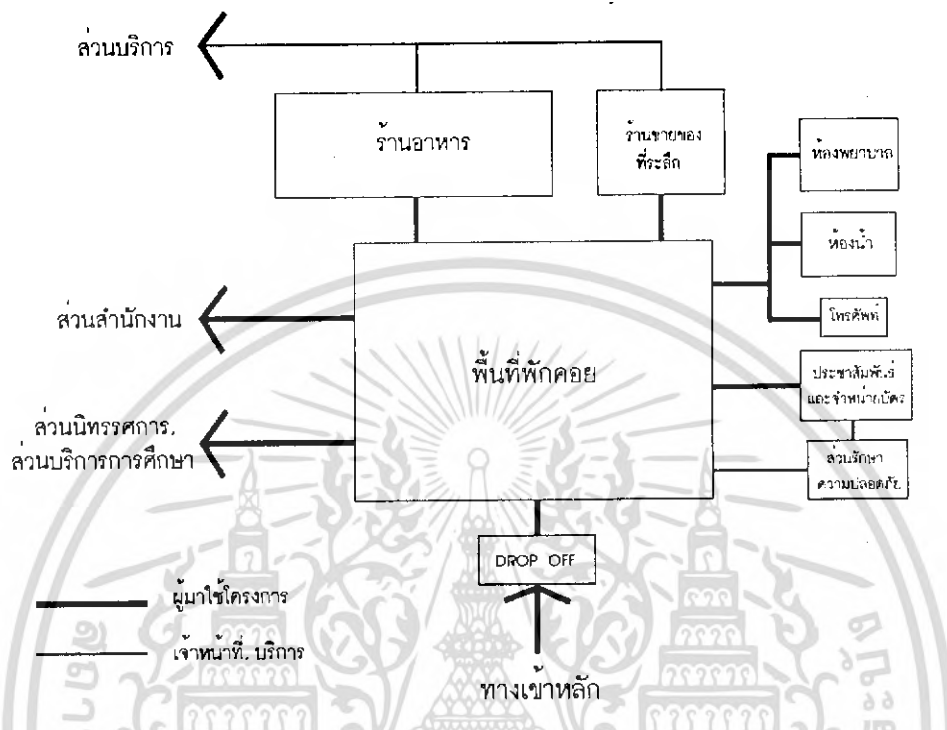 ส่วนบริการ
ร้านอาหาร
ร้านขายของ
ที่ระลึก
ห้องพยาบาล
ห้องน้ำ
โทรศัพท์
ส่วนสำนักงาน
พื้นที่พักคอย
ประชาสัมพันธ์
และจำหน่ายบัตร
ส่วนนิทรรศการ,
ส่วนบริการการศึกษา
ส่วนรักษา
ความปลอดภัย
DROP OFF
ผู้มาใช้โครงการ
เจ้าหน้าที่, บริการ
ทางเข้าหลัก